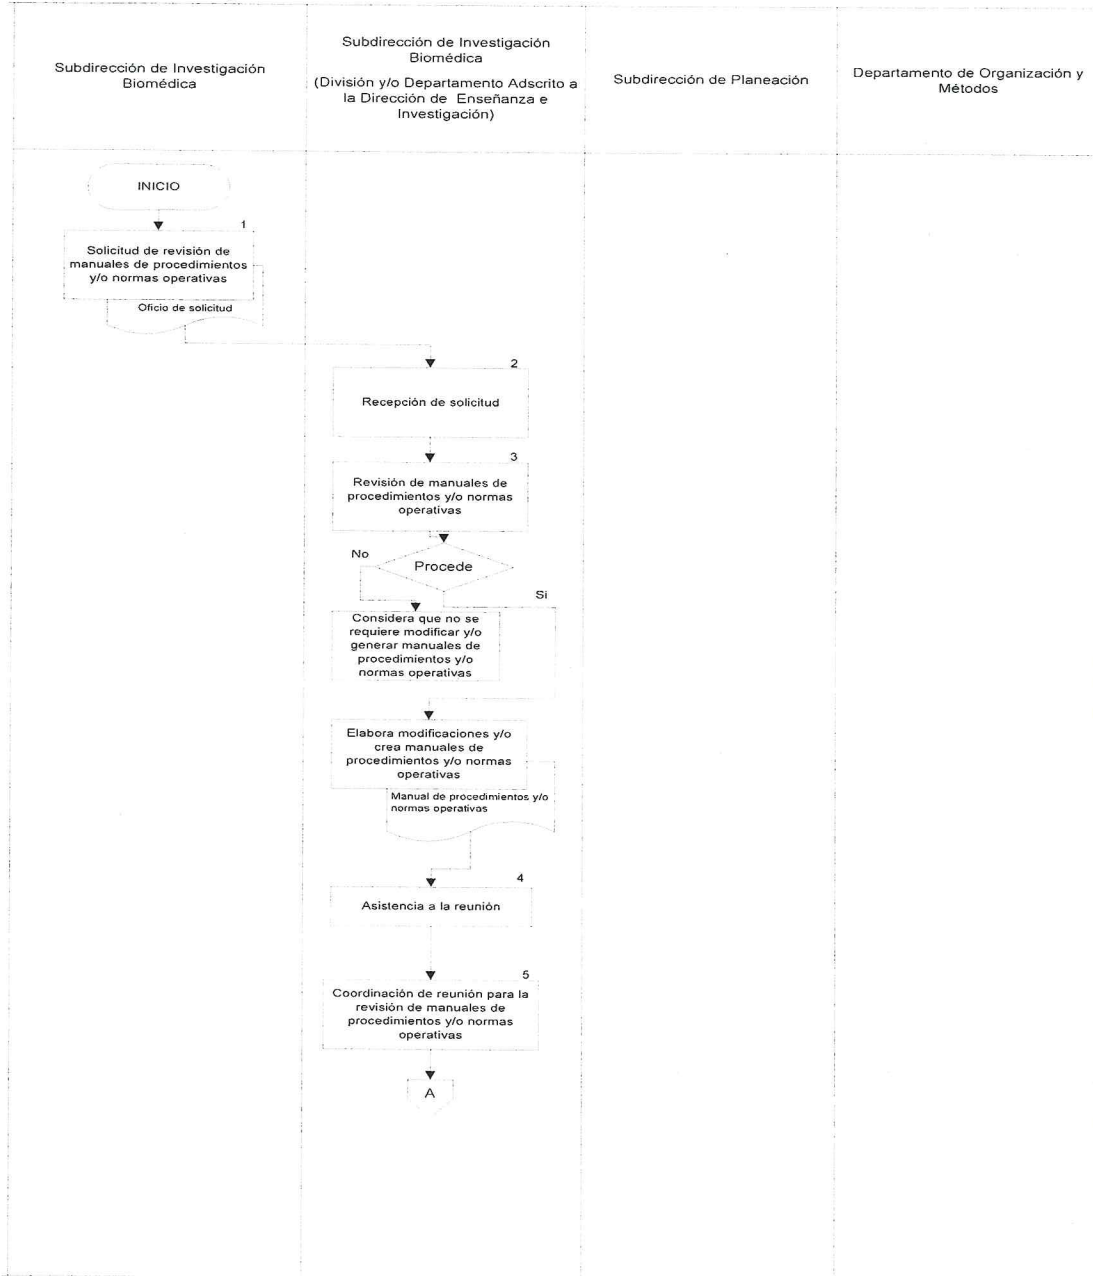 Subdirección de Investigación
Biomédica
Subdirección de Investigación
Biomédica
(División y/o Departamento Adscrito a
la Dirección de Enseñanza e
Investigación)
Subdirección de Planeación
Departamento de Organización y
Métodos
INICIO
1
Solicitud de revisión de
manuales de procedimientos
y/o normas operativas
Oficio de solicitud
2
Recepción de solicitud
3
Revisión de manuales de
procedimientos y/o normas
operativas
No
Procede
Si
Considera que no se
requiere modificar y/o
generar manuales de
procedimientos y/o
normas operativas
Elabora modificaciones y/o
crea manuales de
procedimientos y/o normas
operativas
Manual de procedimientos y/o
normas operativas
4
Asistencia a la reunión
5
Coordinación de reunión para la
revisión de manuales de
procedimientos y/o normas
operativas
A